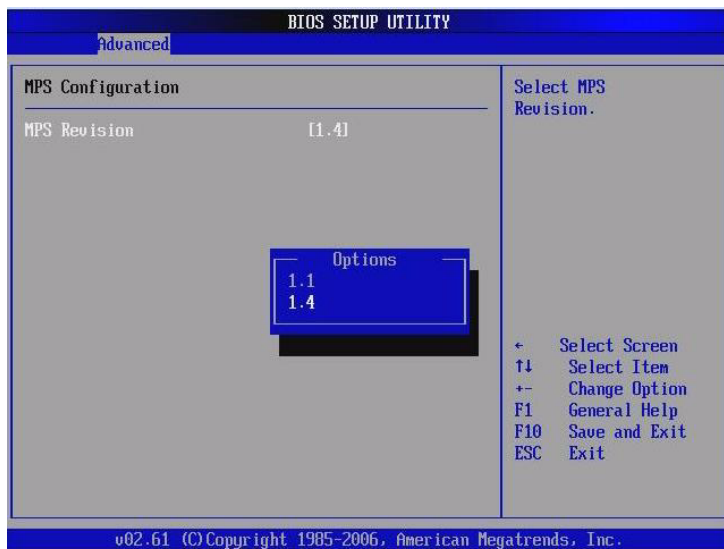 BIOS SETUP UTILITY
Advanced
MPS Configuration
MPS Revision [1.4]
Options
1.1
1.4
Select MPS
Revision.
← Select Screen
↑↓ Select Item
+- Change Option
F1 General Help
F10 Save and Exit
ESC Exit
v02.61 (C)Copyright 1985-2006, American Megatrends, Inc.